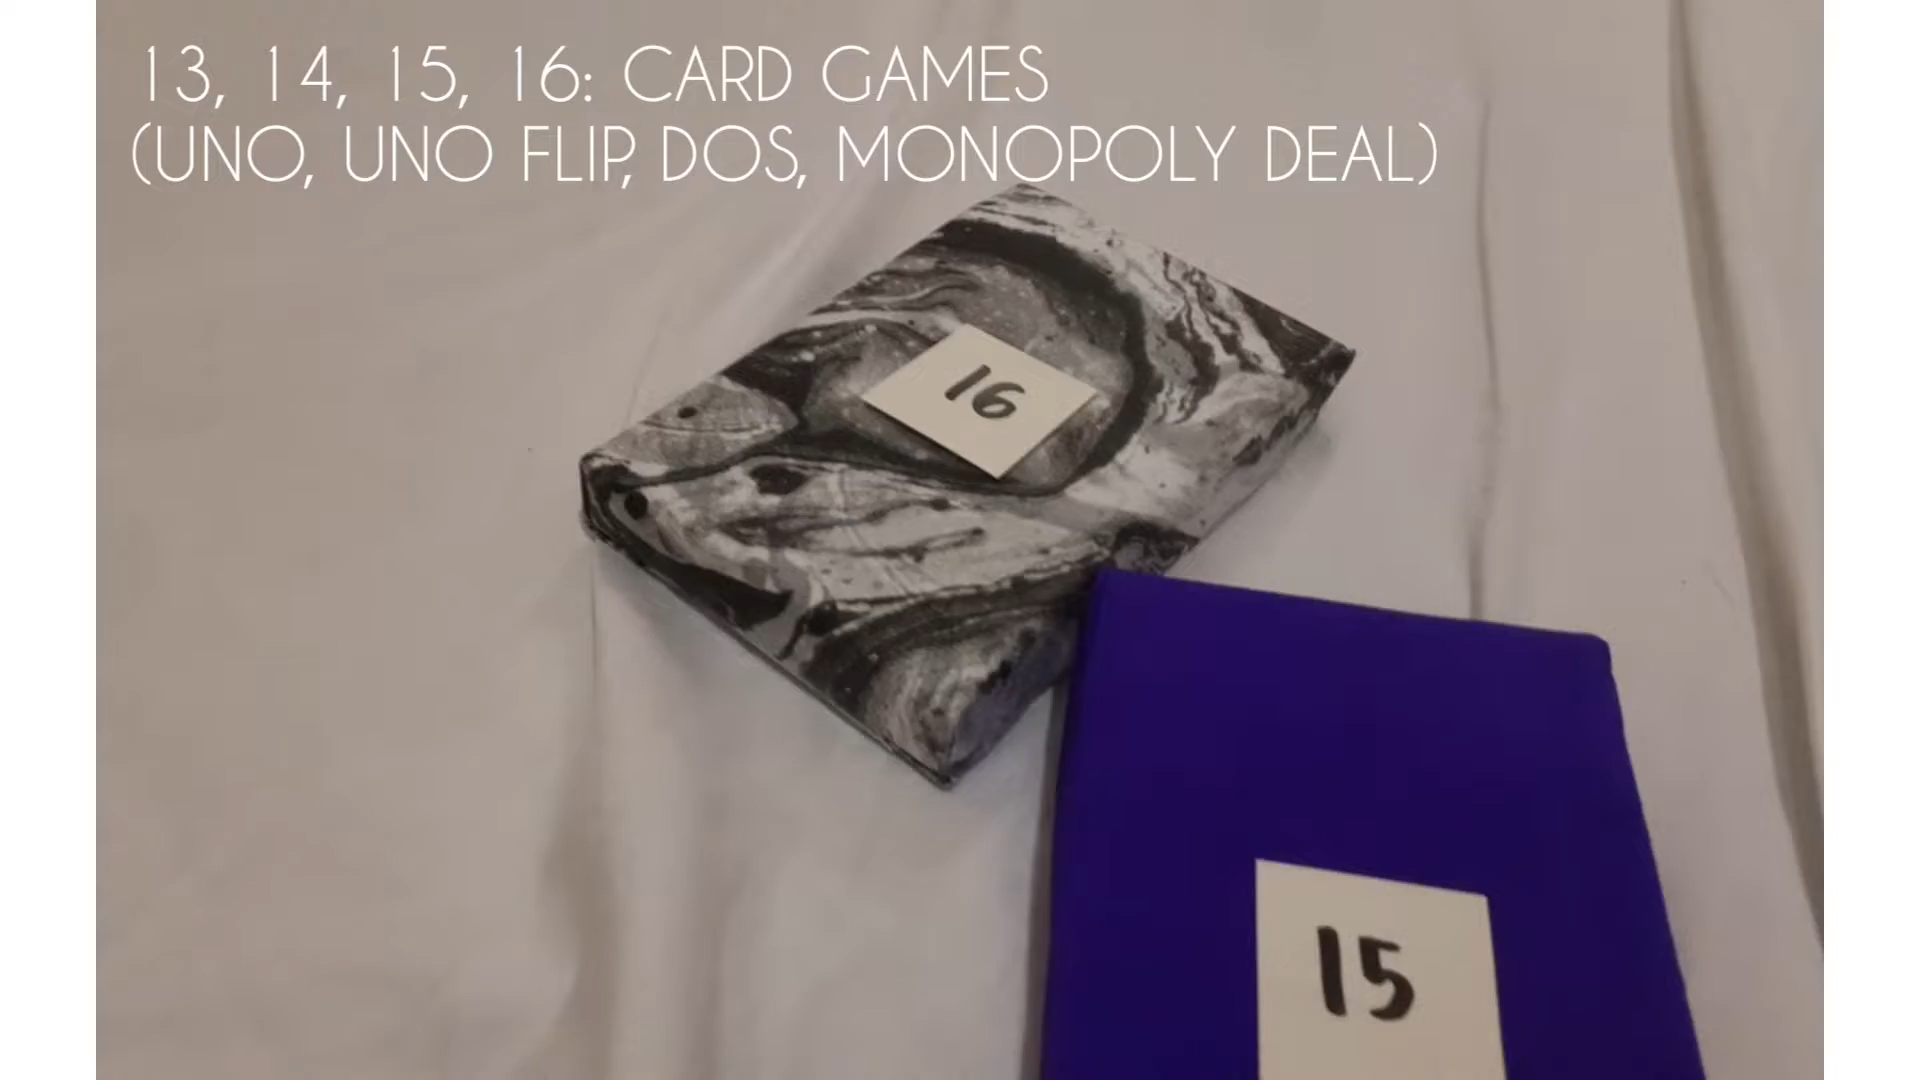 13, 14, 15, 16: CARD GAMES
(UNO, UNO FLIP, DOS, MONOPOLY DEAL)
16
15